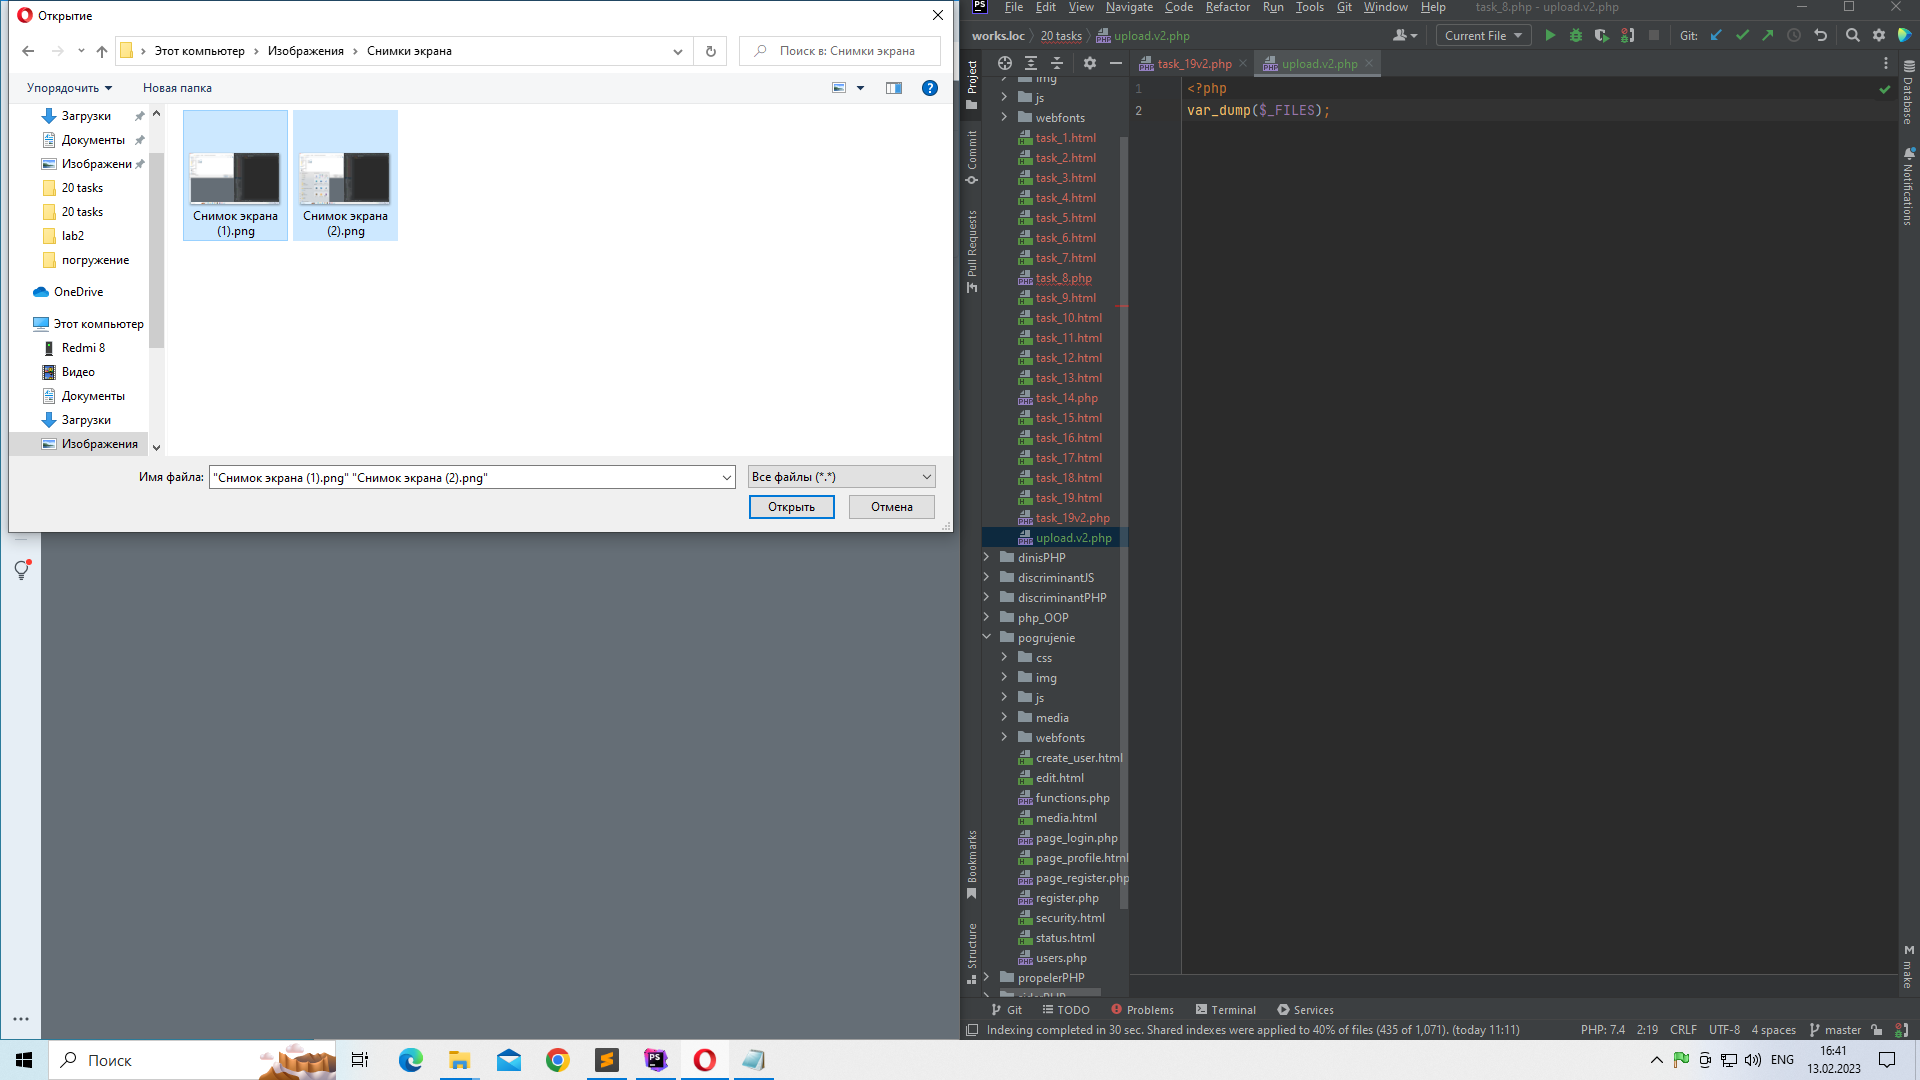 Открытие
Этот компьютер > Изображения > Снимки экрана
Поиск в: Снимки экрана
Упорядочить
Новая папка
Загрузки
Документы
Изображени
20 tasks
20 tasks
lab2
погружение
OneDrive
Этот компьютер
Redmi 8
Видео
Документы
Загрузки
Изображения
Снимок экрана (1).png
Снимок экрана (2).png
Имя файла:
"Снимок экрана (1).png" "Снимок экрана (2).png"
Все файлы (*.*)
Открыть
Отмена
File Edit View Navigate Code Refactor Run Tools Git Window Help
task_8.php - upload.v2.php
works.loc
20 tasks
upload.v2.php
Current File
Git:
task_19v2.php
upload.v2.php
Project
Commit
Pull Requests
Bookmarks
Structure
img
js
webfonts
task_1.html
task_2.html
task_3.html
task_4.html
task_5.html
task_6.html
task_7.html
task_8.php
task_9.html
task_10.html
task_11.html
task_12.html
task_13.html
task_14.php
task_15.html
task_16.html
task_17.html
task_18.html
task_19.html
task_19v2.php
upload.v2.php
dinisPHP
discriminantJS
discriminantPHP
php_OOP
pogrujenie
css
img
js
media
webfonts
create_user.html
edit.html
functions.php
media.html
page_login.php
page_profile.html
page_register.php
register.php
security.html
status.html
users.php
propelerPHP
1
<?php
2
var_dump($_FILES);
Database
Notifications
make
Git
TODO
Problems
Terminal
Services
Indexing completed in 30 sec. Shared indexes were applied to 40% of files (435 of 1,071). (today 11:11)
PHP: 7.4
2:19
CRLF
UTF-8
4 spaces
master
Поиск
ENG
16:41
13.02.2023